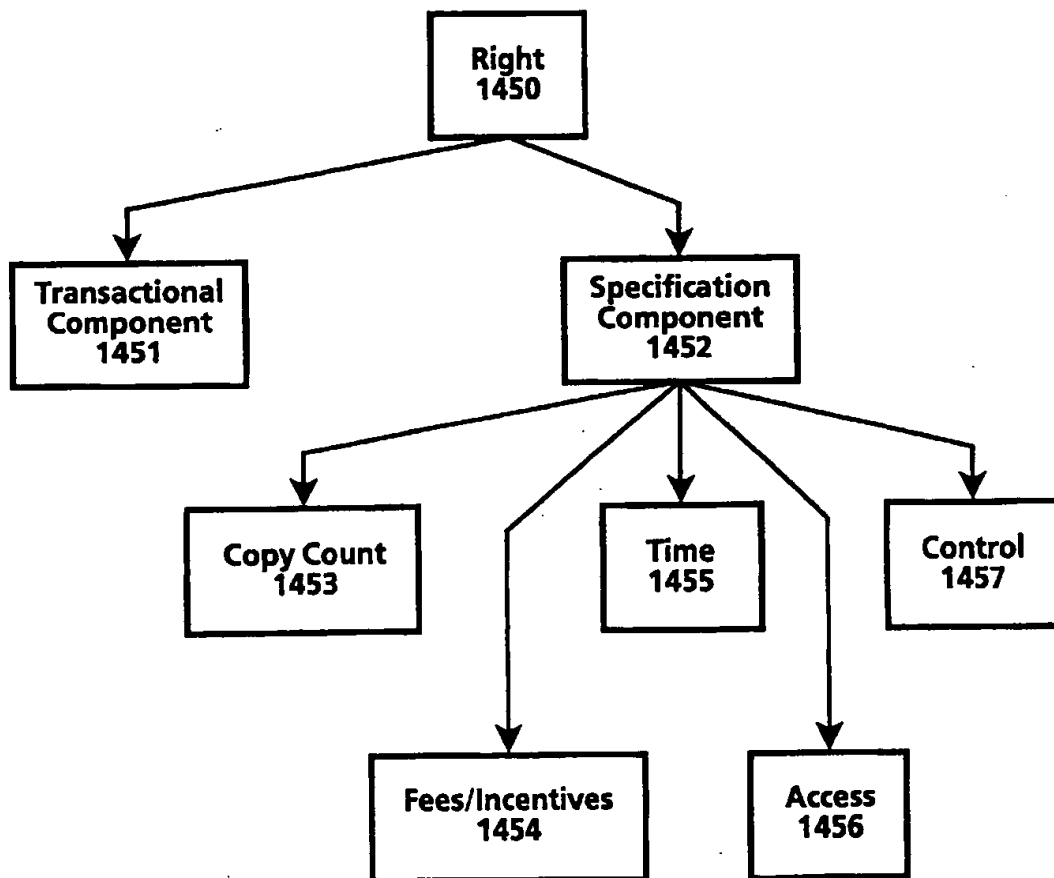 Right
1450
Transactional
Component
1451
Specification
Component
1452
Copy Count
1453
Time
1455
Control
1457
Fees/Incentives
1454
Access
1456